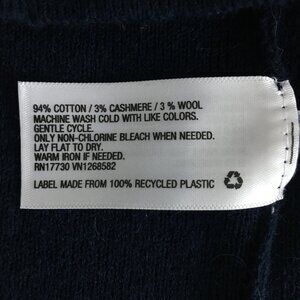 94% COTTON / 3% CASHMERE / 3 % WOOL
MACHINE WASH COLD WITH LIKE COLORS.
GENTLE CYCLE.
ONLY NON-CHLORINE BLEACH WHEN NEEDED.
LAY FLAT TO DRY.
WARM IRON IF NEEDED.
RN17730 VN1268582
LABEL MADE FROM 100% RECYCLED PLASTIC